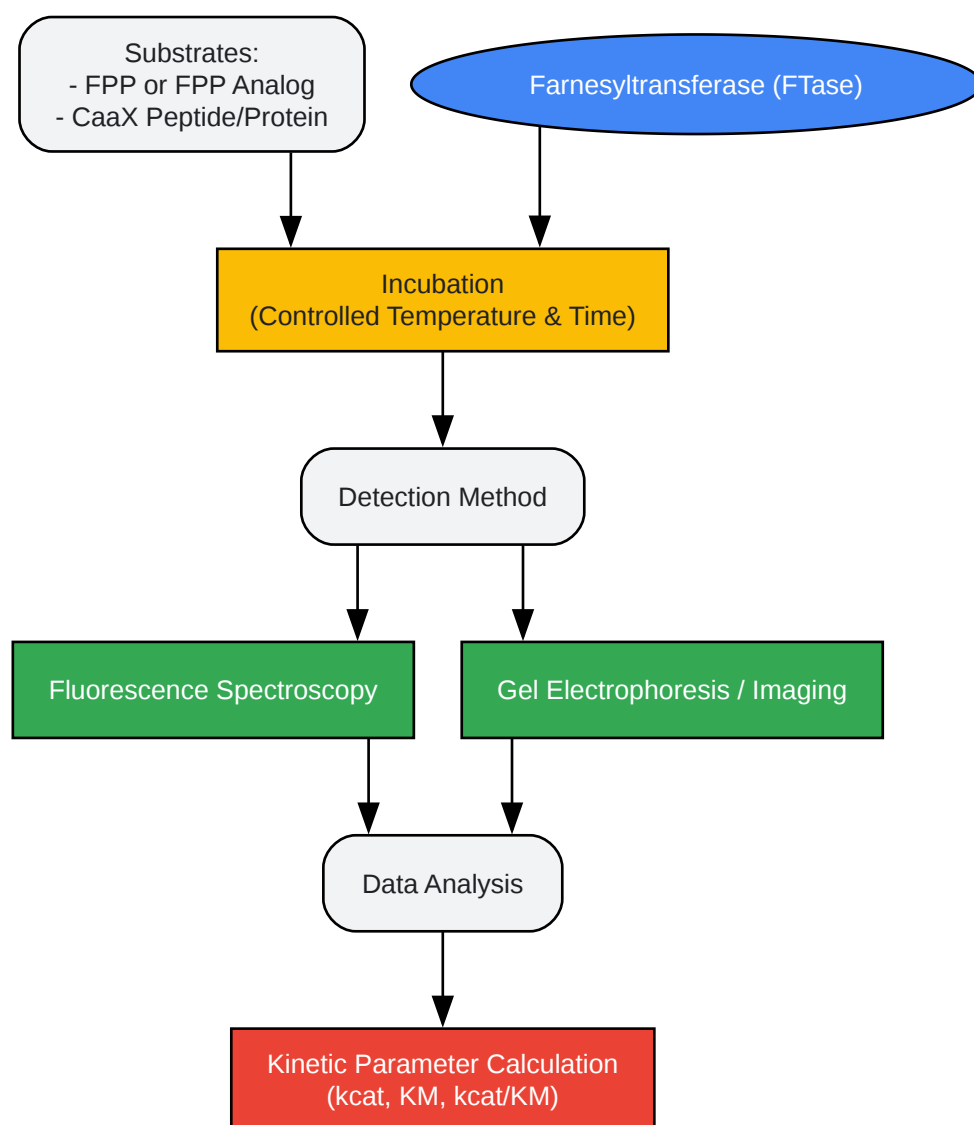 Substrates:
- FPP or FPP Analog
- CaaX Peptide/Protein
Farnesyltransferase (FTase)
Incubation
(Controlled Temperature & Time)
Detection Method
Fluorescence Spectroscopy
Gel Electrophoresis / Imaging
Data Analysis
Kinetic Parameter Calculation
(kcat, KM, kcat/KM)